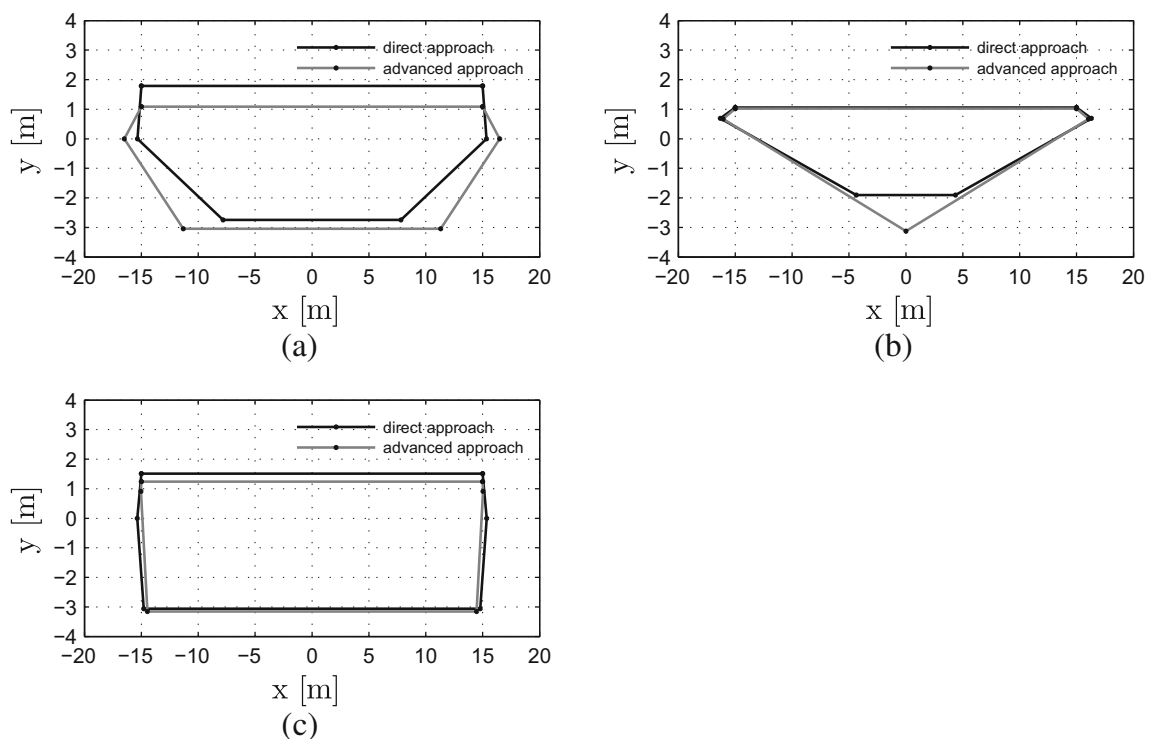 4
3
2
1
0
−1
−2
−3
−4
y [m]
direct approach
advanced approach
−20 −15 −10 −5 0 5 10 15 20
x [m]
(a)
4
3
2
1
0
−1
−2
−3
−4
y [m]
direct approach
advanced approach
−20 −15 −10 −5 0 5 10 15 20
x [m]
(b)
4
3
2
1
0
−1
−2
−3
−4
y [m]
direct approach
advanced approach
−20 −15 −10 −5 0 5 10 15 20
x [m]
(c)